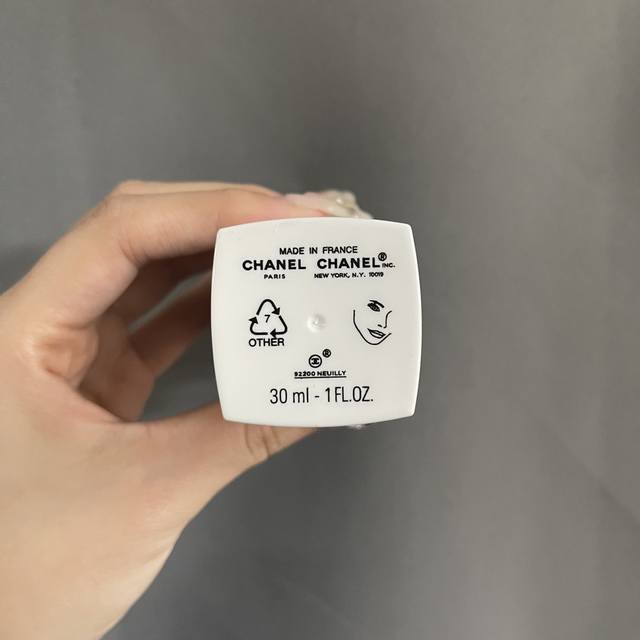 MADE IN FRANCE
CHANEL CHANEL® INC.
PARIS NEW YORK, N.Y. 10019
7
OTHER
®
92200 NEUILLY
30 ml - 1 FL.OZ.